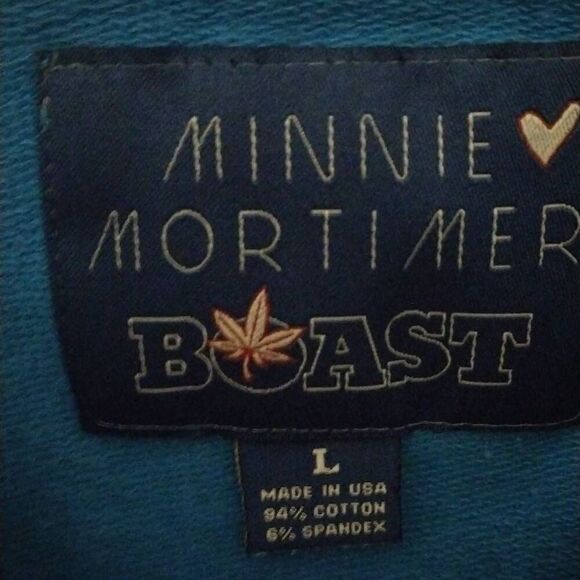 MINNIE
MORTIMER
BOAST
L
MADE IN USA
94% COTTON
6% SPANDEX